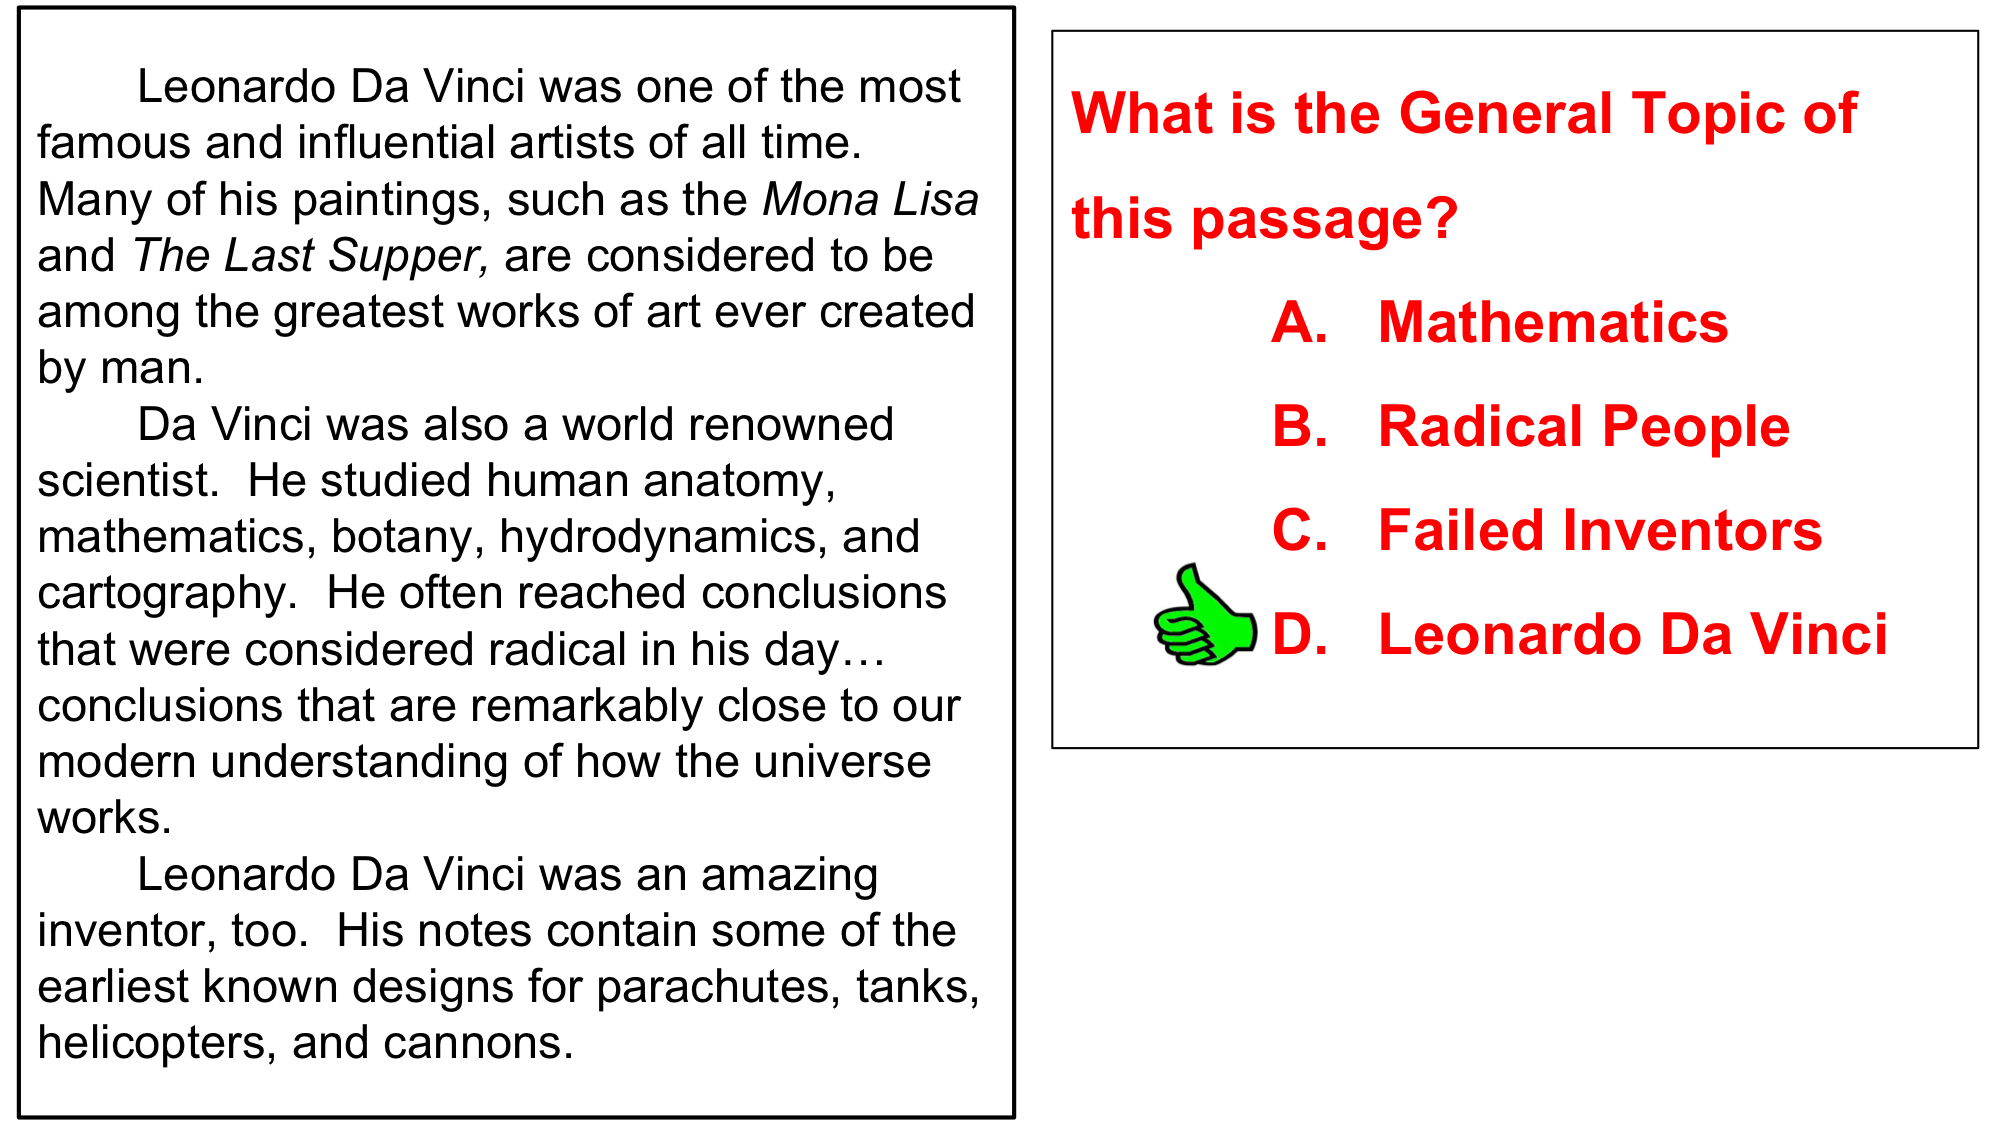 Leonardo Da Vinci was one of the most
famous and influential artists of all time.
Many of his paintings, such as the Mona Lisa
and The Last Supper, are considered to be
among the greatest works of art ever created
by man.
Da Vinci was also a world renowned
scientist.  He studied human anatomy,
mathematics, botany, hydrodynamics, and
cartography.  He often reached conclusions
that were considered radical in his day…
conclusions that are remarkably close to our
modern understanding of how the universe
works.
Leonardo Da Vinci was an amazing
inventor, too.  His notes contain some of the
earliest known designs for parachutes, tanks,
helicopters, and cannons.
What is the General Topic of
this passage?
A. Mathematics
B. Radical People
C. Failed Inventors
D. Leonardo Da Vinci